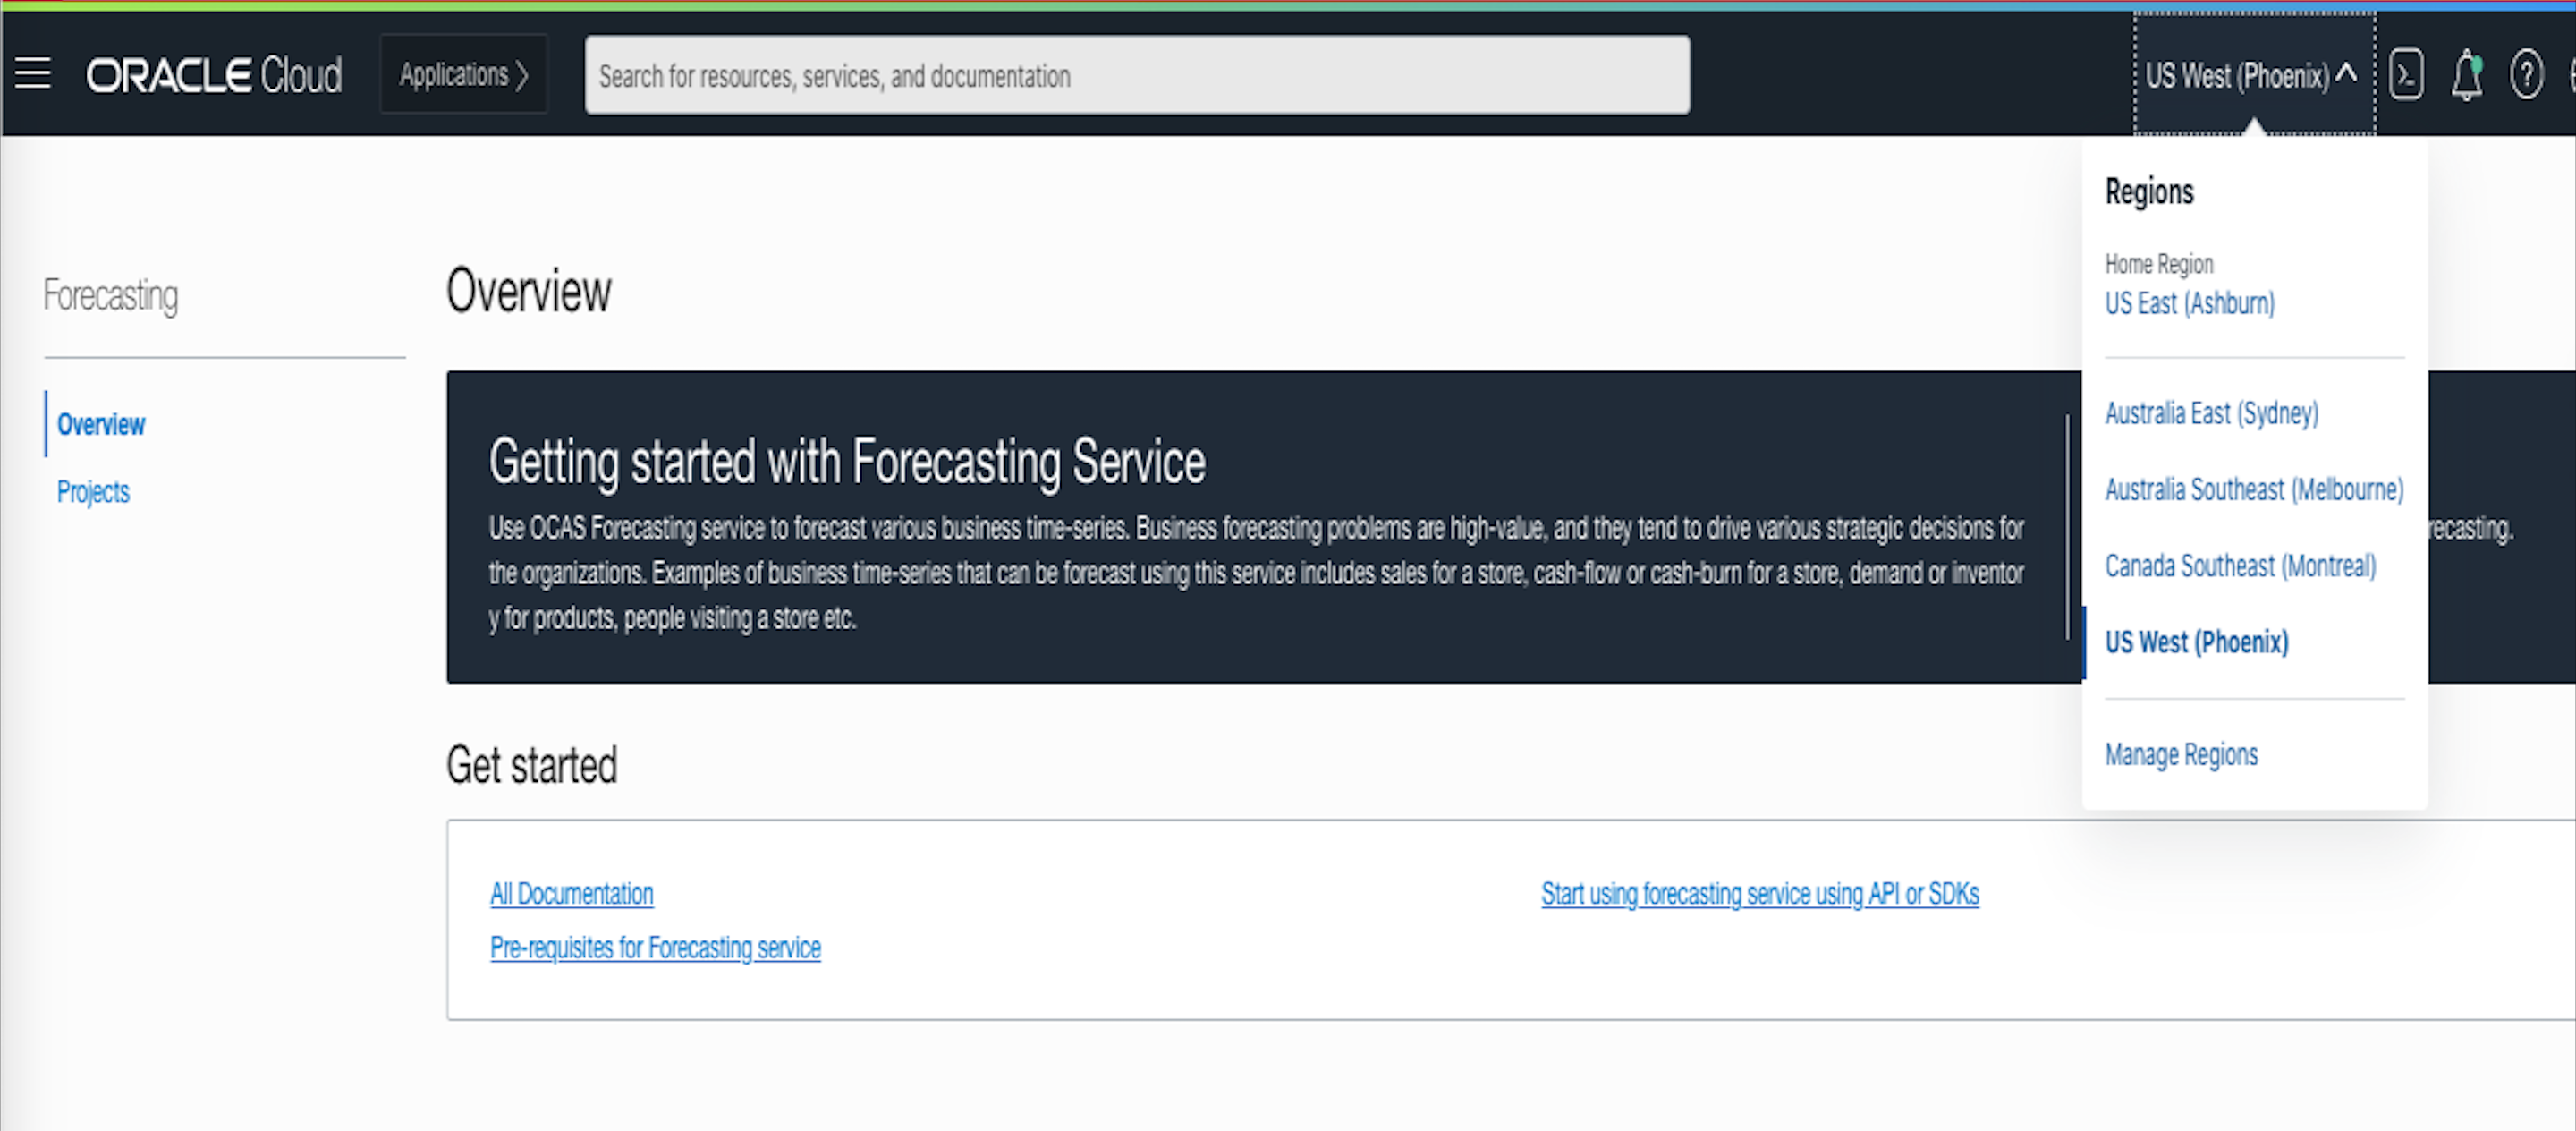 ORACLE Cloud
Applications
Search for resources, services, and documentation
US West (Phoenix)
Regions
Home Region
US East (Ashburn)
Australia East (Sydney)
Australia Southeast (Melbourne)
Canada Southeast (Montreal)
US West (Phoenix)
Manage Regions
Forecasting
Overview
Projects
Overview
Getting started with Forecasting Service
Use OCAS Forecasting service to forecast various business time-series. Business forecasting problems are high-value, and they tend to drive various strategic decisions for
the organizations. Examples of business time-series that can be forecast using this service includes sales for a store, cash-flow or cash-burn for a store, demand or inventor
y for products, people visiting a store etc.
recasting.
Get started
All Documentation
Pre-requisites for Forecasting service
Start using forecasting service using API or SDKs